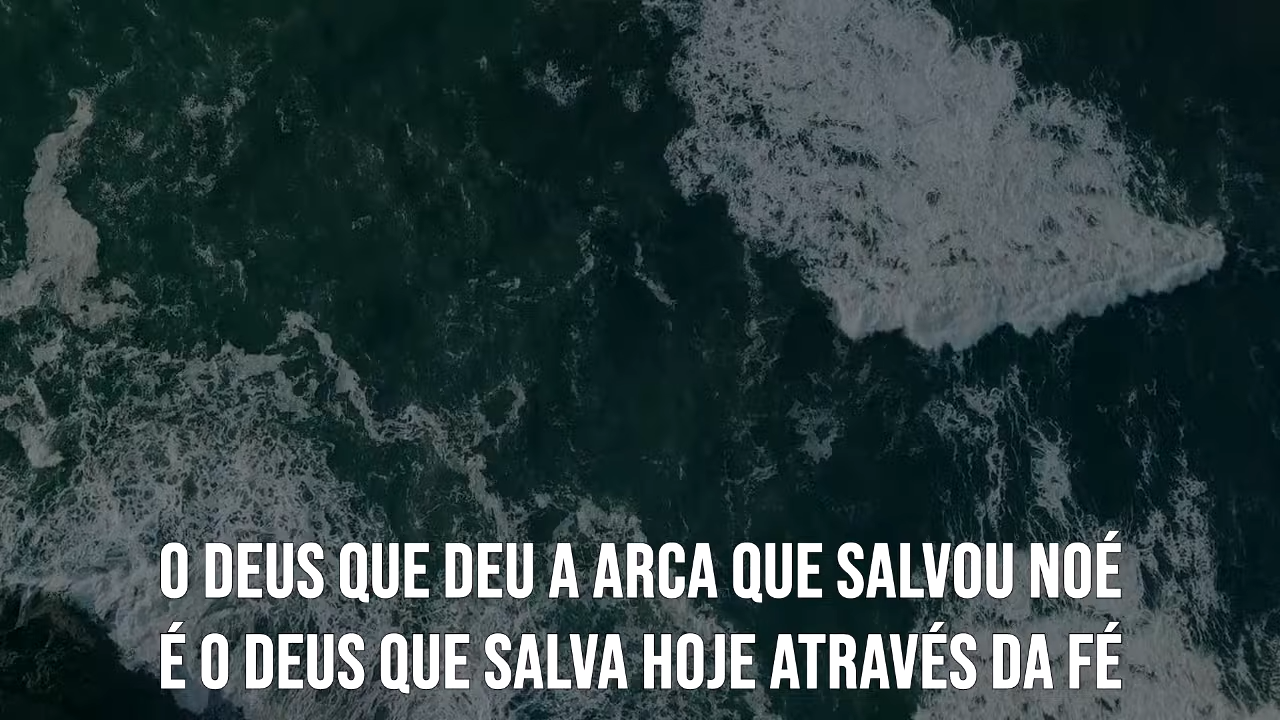 O DEUS QUE DEU A ARCA QUE SALVOU NOÉ
É O DEUS QUE SALVA HOJE ATRAVÉS DA FÉ